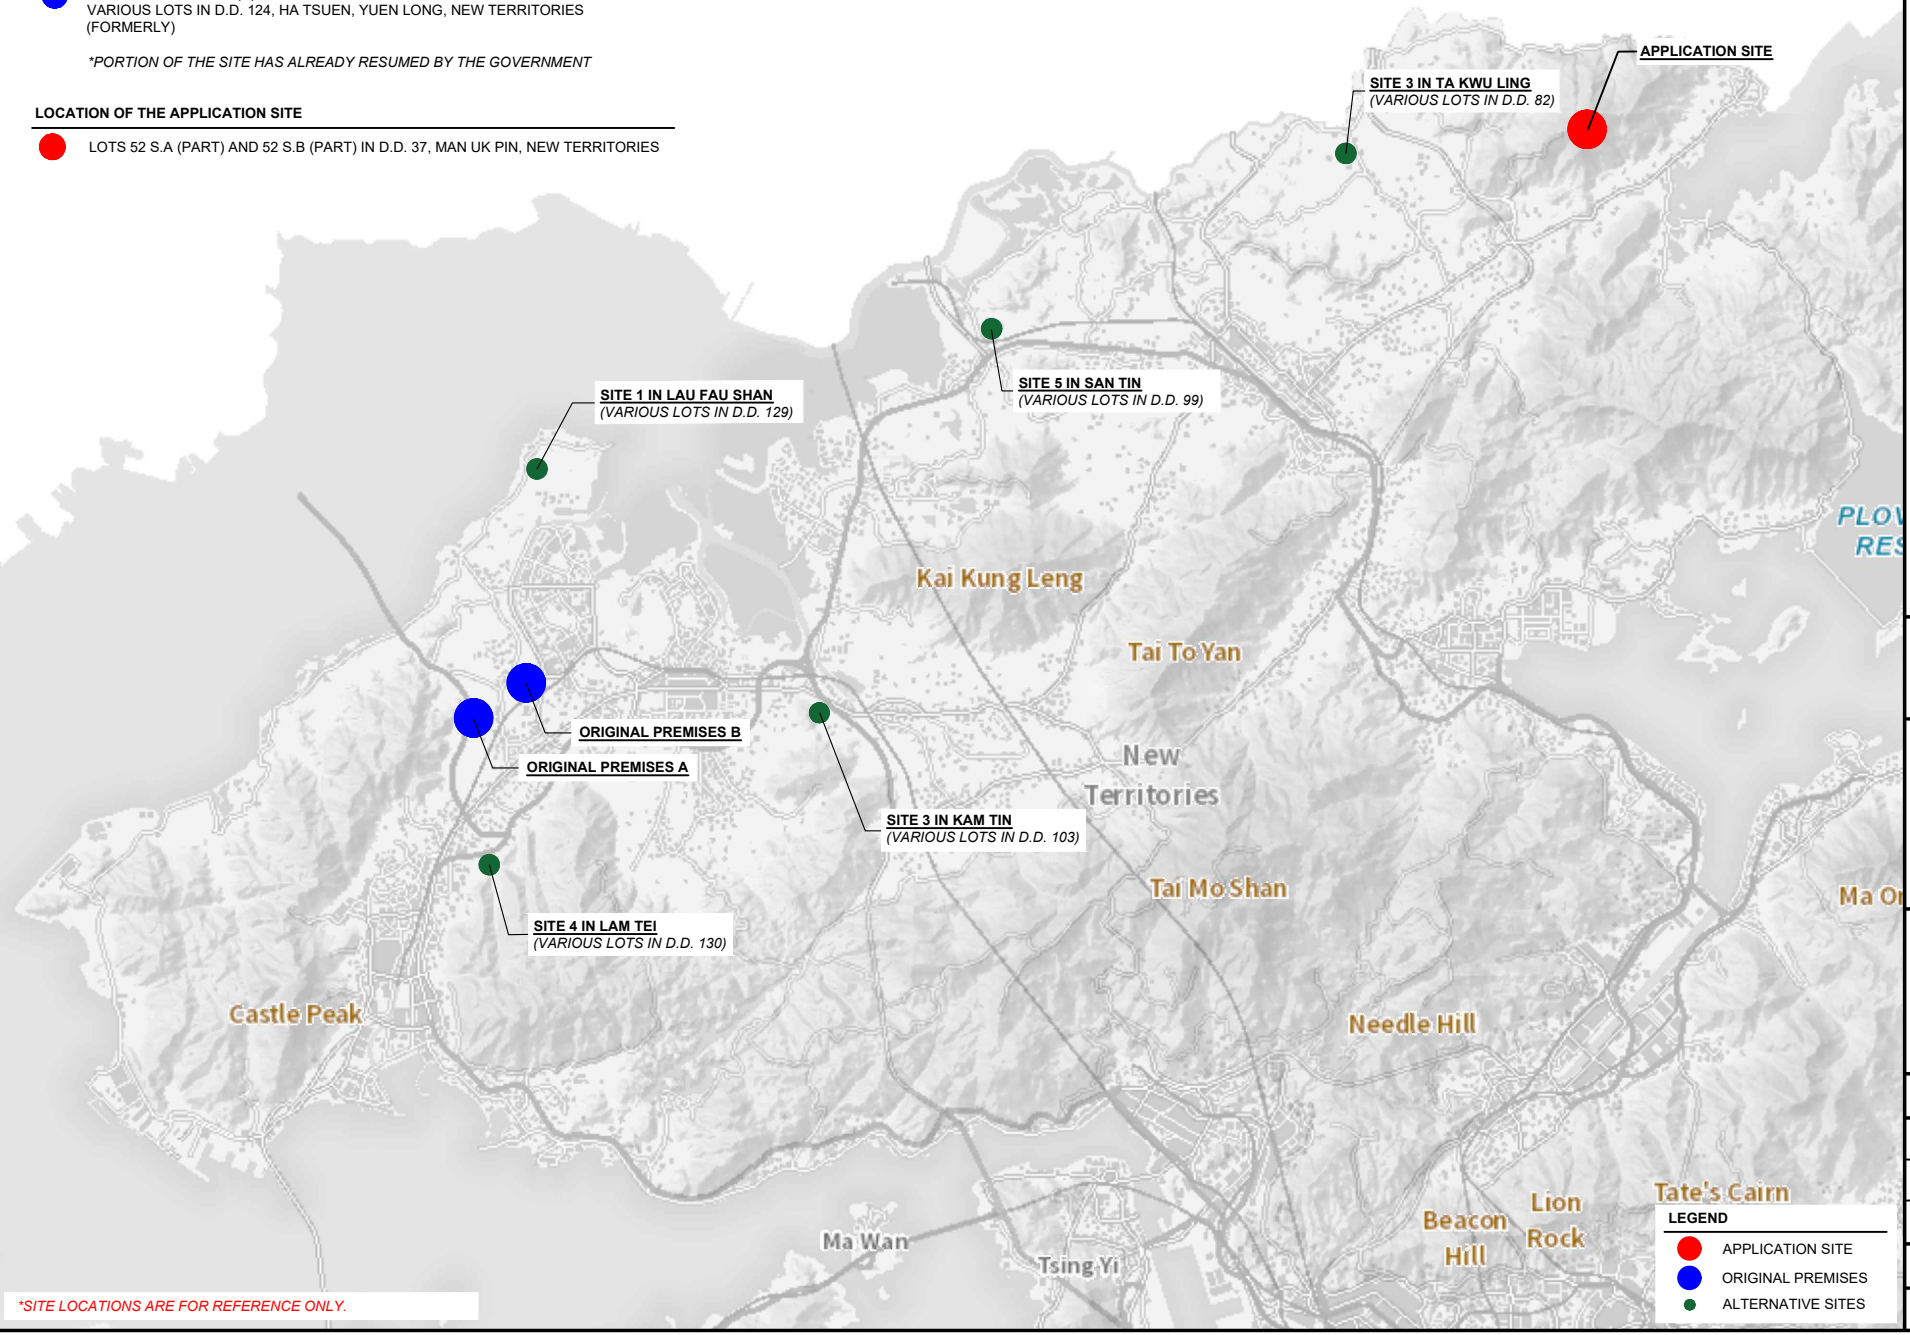 VARIOUS LOTS IN D.D. 124, HA TSUEN, YUEN LONG, NEW TERRITORIES
(FORMERLY)
*PORTION OF THE SITE HAS ALREADY RESUMED BY THE GOVERNMENT
LOCATION OF THE APPLICATION SITE
LOTS 52 S.A (PART) AND 52 S.B (PART) IN D.D. 37, MAN UK PIN, NEW TERRITORIES
APPLICATION SITE
SITE 3 IN TA KWU LING
(VARIOUS LOTS IN D.D. 82)
SITE 5 IN SAN TIN
(VARIOUS LOTS IN D.D. 99)
SITE 1 IN LAU FAU SHAN
(VARIOUS LOTS IN D.D. 129)
PLOV
RES
Kai Kung Leng
Tai To Yan
ORIGINAL PREMISES B
ORIGINAL PREMISES A
New
Territories
SITE 3 IN KAM TIN
(VARIOUS LOTS IN D.D. 103)
Tai Mo Shan
Ma On
SITE 4 IN LAM TEI
(VARIOUS LOTS IN D.D. 130)
Castle Peak
Needle Hill
Tate's Cairn
Lion
Rock
Beacon
Hill
Ma Wan
Tsing Yi
LEGEND
APPLICATION SITE
ORIGINAL PREMISES
ALTERNATIVE SITES
*SITE LOCATIONS ARE FOR REFERENCE ONLY.